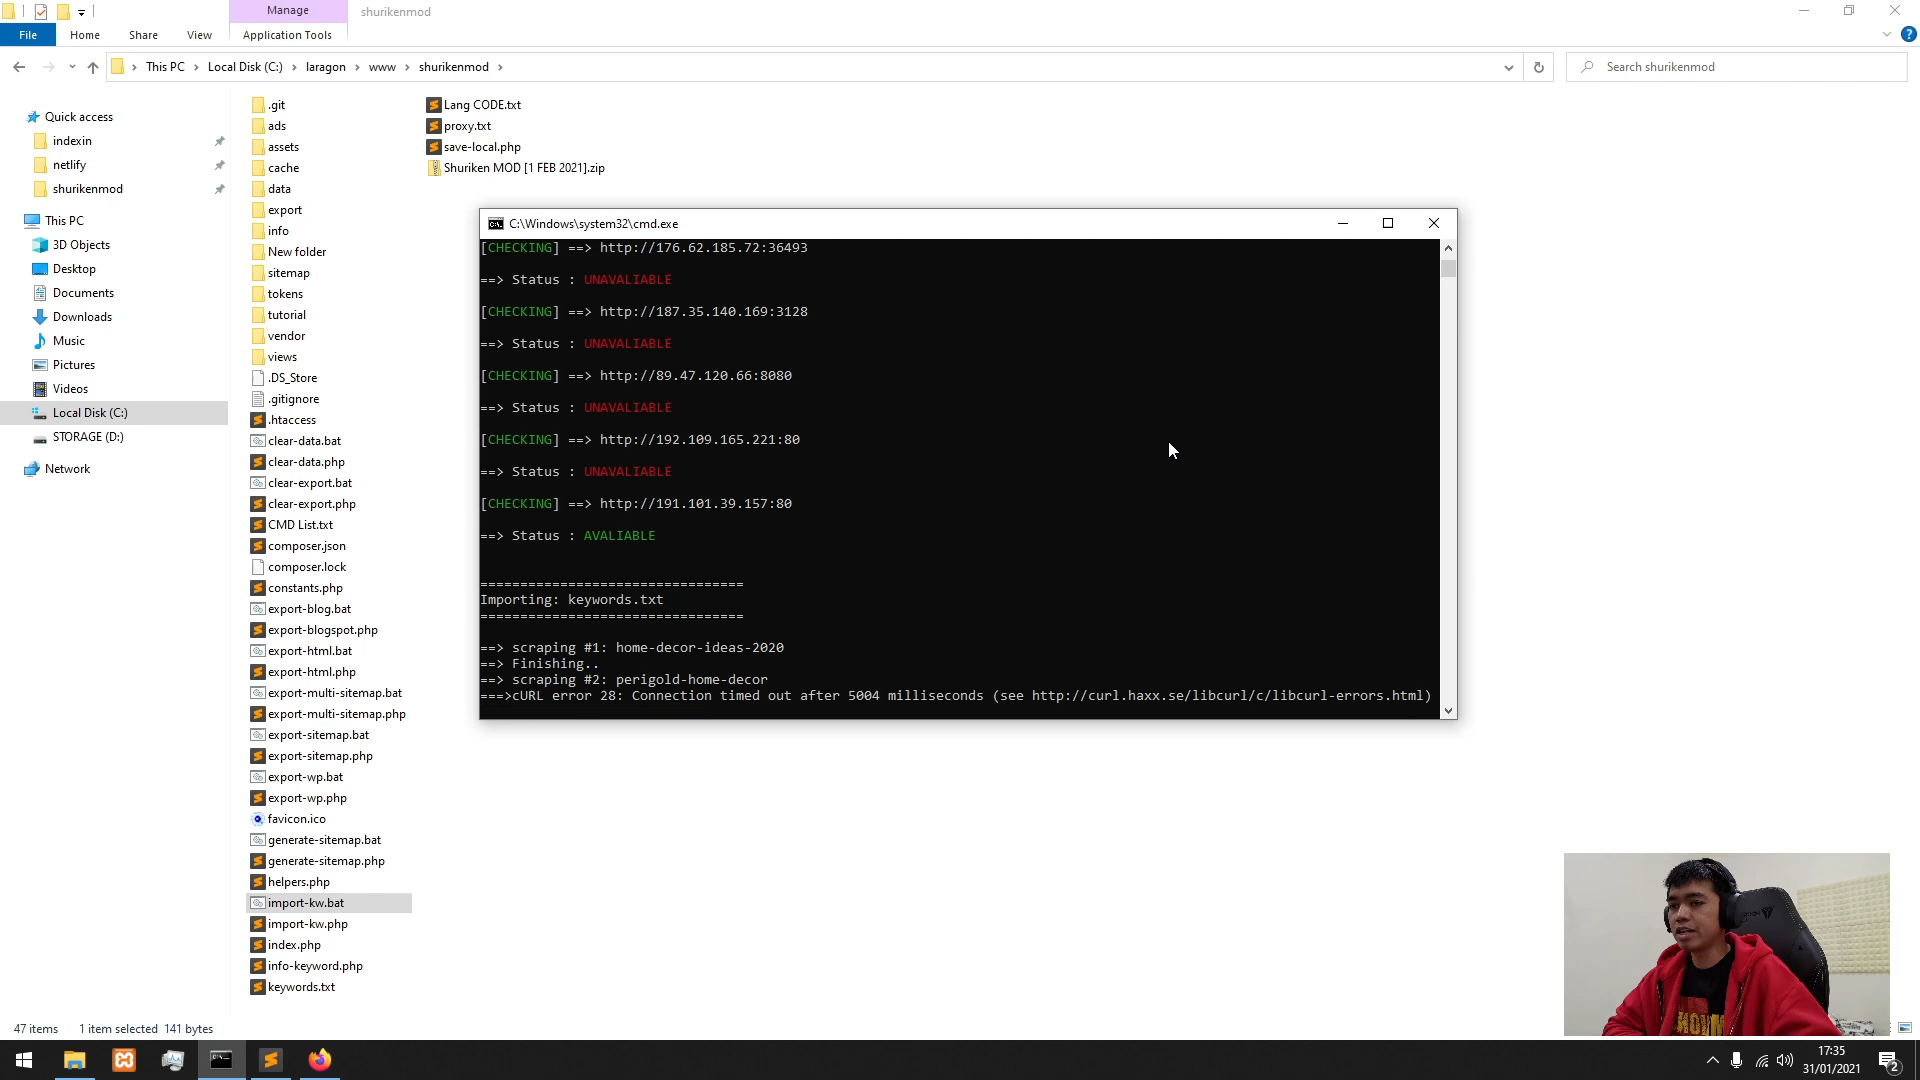 Manage
shurikenmod
File
Home
Share
View
Application Tools
This PC
Local Disk (C:)
laragon
www
shurikenmod
Search shurikenmod
Quick access
indexin
netlify
shurikenmod
This PC
3D Objects
Desktop
Documents
Downloads
Music
Pictures
Videos
Local Disk (C:)
STORAGE (D:)
Network
.git
ads
assets
cache
data
export
info
New folder
sitemap
tokens
tutorial
vendor
views
.DS_Store
.gitignore
.htaccess
clear-data.bat
clear-data.php
clear-export.bat
clear-export.php
CMD List.txt
composer.json
composer.lock
constants.php
export-blog.bat
export-blogspot.php
export-html.bat
export-html.php
export-multi-sitemap.bat
export-multi-sitemap.php
export-sitemap.bat
export-sitemap.php
export-wp.bat
export-wp.php
favicon.ico
generate-sitemap.bat
generate-sitemap.php
helpers.php
import-kw.bat
import-kw.php
index.php
info-keyword.php
keywords.txt
Lang CODE.txt
proxy.txt
save-local.php
Shuriken MOD [1 FEB 2021].zip
C:\Windows\system32\cmd.exe
[CHECKING] ==> http://176.62.185.72:36493
==> Status : UNAVALIABLE
[CHECKING] ==> http://187.35.140.169:3128
==> Status : UNAVALIABLE
[CHECKING] ==> http://89.47.120.66:8080
==> Status : UNAVALIABLE
[CHECKING] ==> http://192.109.165.221:80
==> Status : UNAVALIABLE
[CHECKING] ==> http://191.101.39.157:80
==> Status : AVALIABLE
=================================
Importing: keywords.txt
=================================
==> scraping #1: home-decor-ideas-2020
==> Finishing..
==> scraping #2: perigold-home-decor
===>cURL error 28: Connection timed out after 5004 milliseconds (see http://curl.haxx.se/libcurl/c/libcurl-errors.html)
47 items
1 item selected
141 bytes
17:35
31/01/2021
2